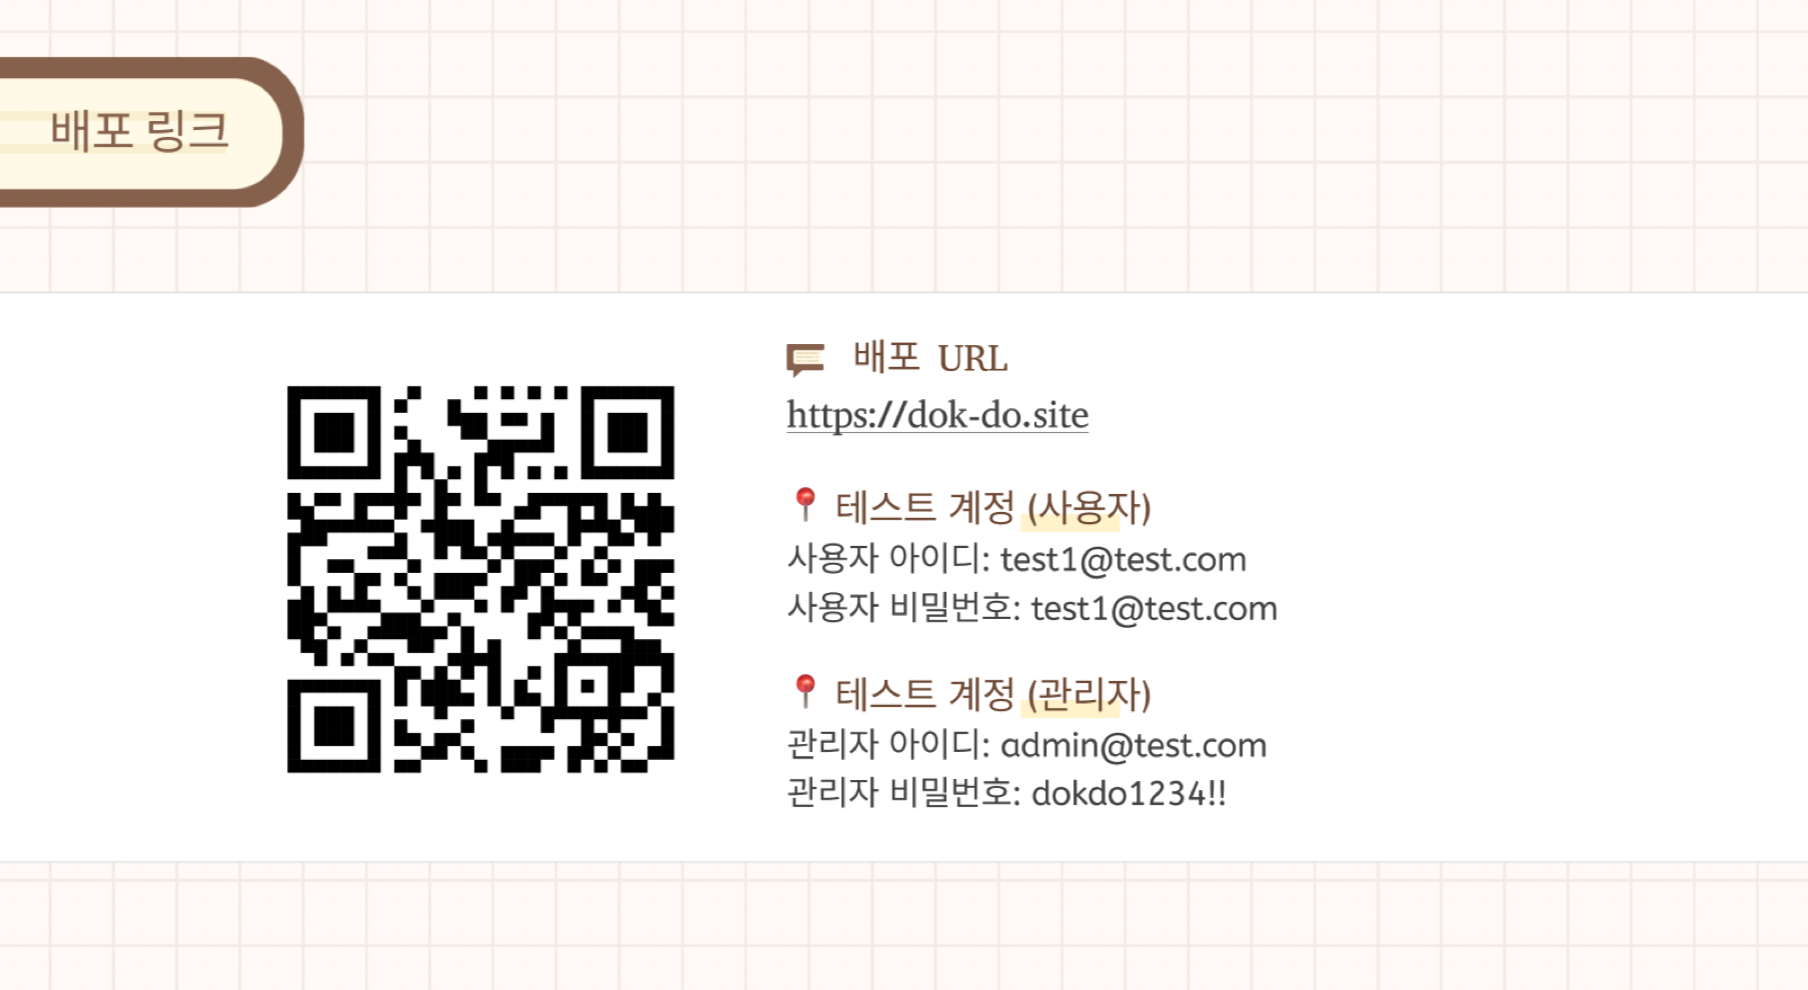 배포 링크
배포 URL
https://dok-do.site
테스트 계정 (사용자)
사용자 아이디: test1@test.com
사용자 비밀번호: test1@test.com
테스트 계정 (관리자)
관리자 아이디: admin@test.com
관리자 비밀번호: dokdo1234!!